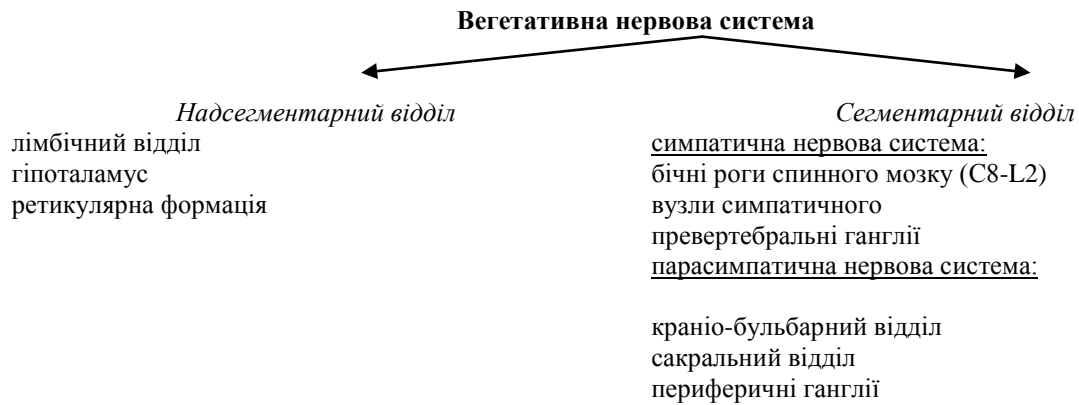 Вегетативна нервова система
Надсегментарний відділ
лімбічний відділ
гіпоталамус
ретикулярна формація
Сегментарний відділ
симпатична нервова система:
бічні роги спинного мозку (С8-L2)
вузли симпатичного
превертебральні ганглії
парасимпатична нервова система:
краніо-бульбарний відділ
сакральний відділ
периферичні ганглії